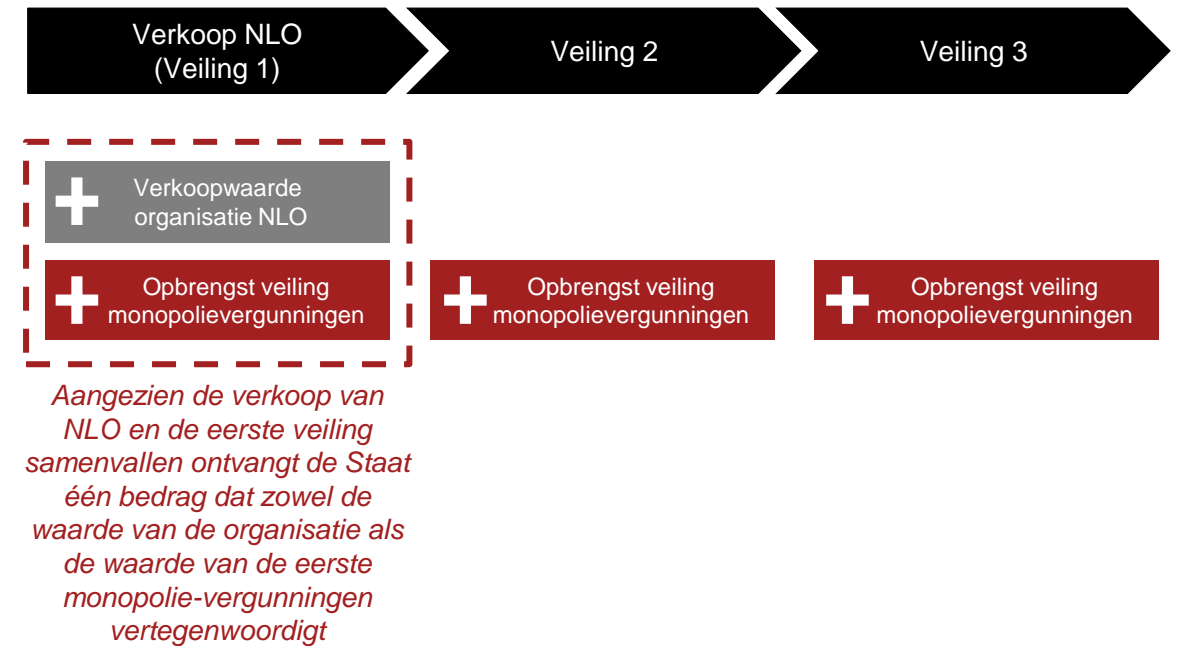 Verkoop NLO
(Veiling 1)
Veiling 2
Veiling 3
Verkoopwaarde
organisatie NLO
Opbrengst veiling
monopolievergunningen
Opbrengst veiling
monopolievergunningen
Opbrengst veiling
monopolievergunningen
Aangezien de verkoop van
NLO en de eerste veiling
samenvallen ontvangt de Staat
één bedrag dat zowel de
waarde van de organisatie als
de waarde van de eerste
monopolie-vergunningen
vertegenwoordigt